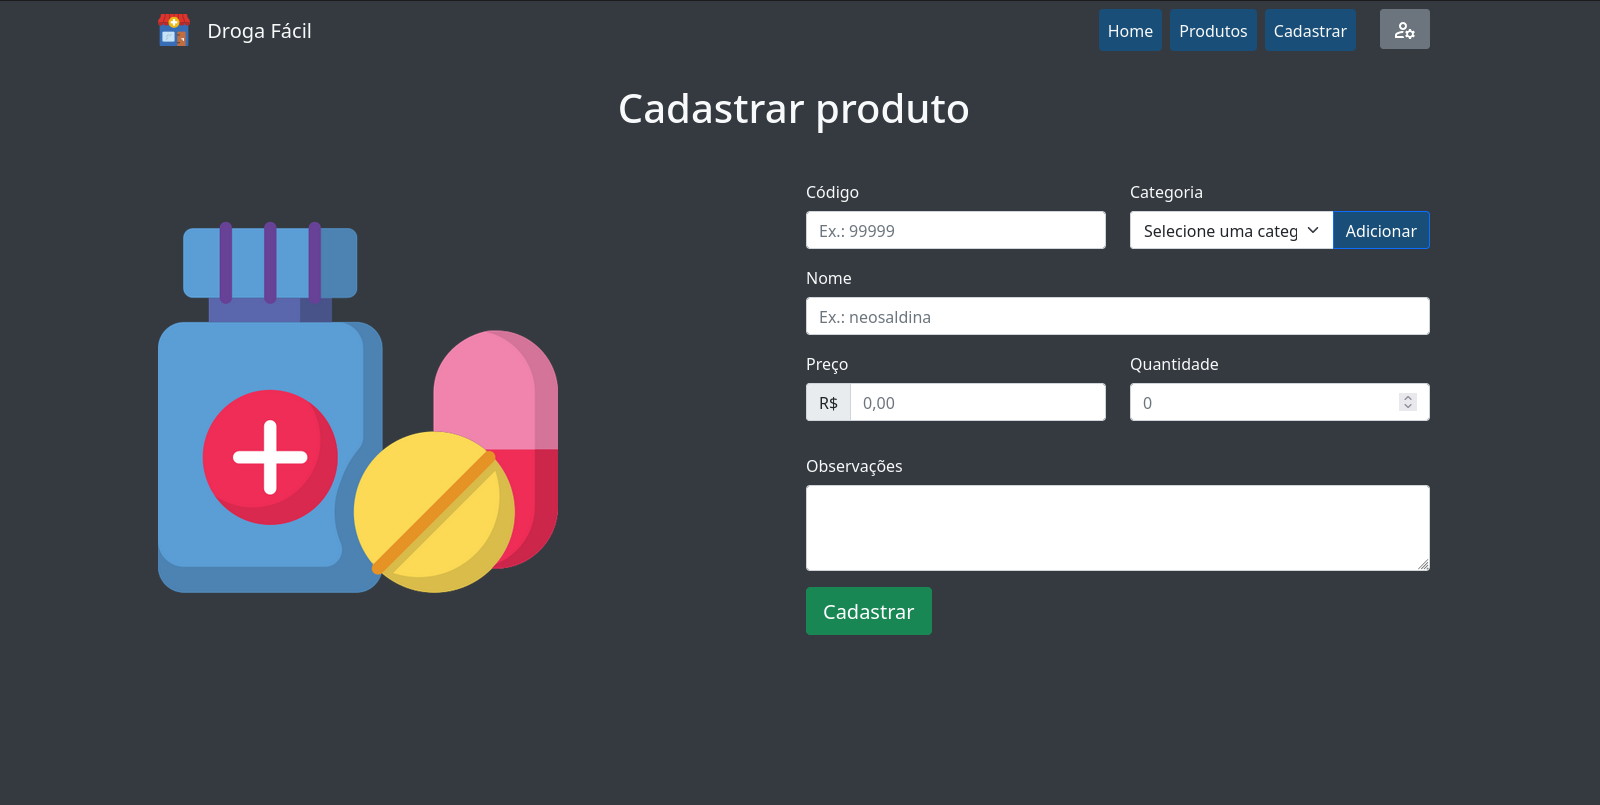 Droga Fácil
Home
Produtos
Cadastrar
Cadastrar produto
Código
Categoria
Ex.: 99999
Selecione uma categ
Adicionar
Nome
Ex.: neosaldina
Preço
Quantidade
R$
0,00
0
Observações
Cadastrar